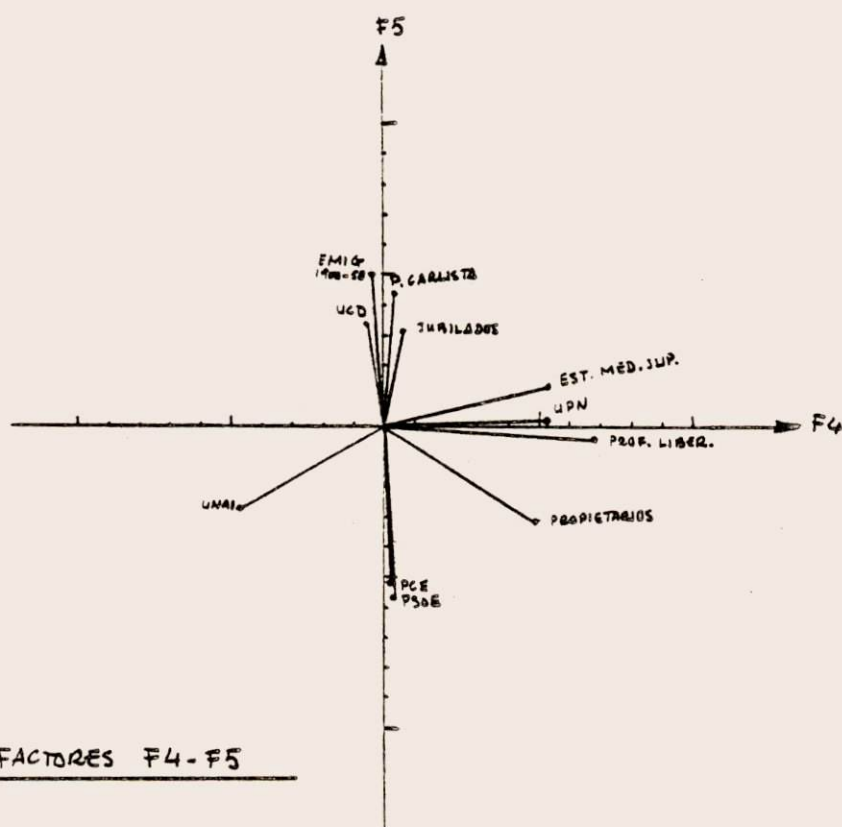 F5
EMIG
1900-50
P. CARLISTA
UCD
JUBILADOS
EST. MED. SUP.
UPN
F4
PROF. LIBER.
UNAI
PROPIETARIOS
PCE
PSOE
FACTORES F4-F5